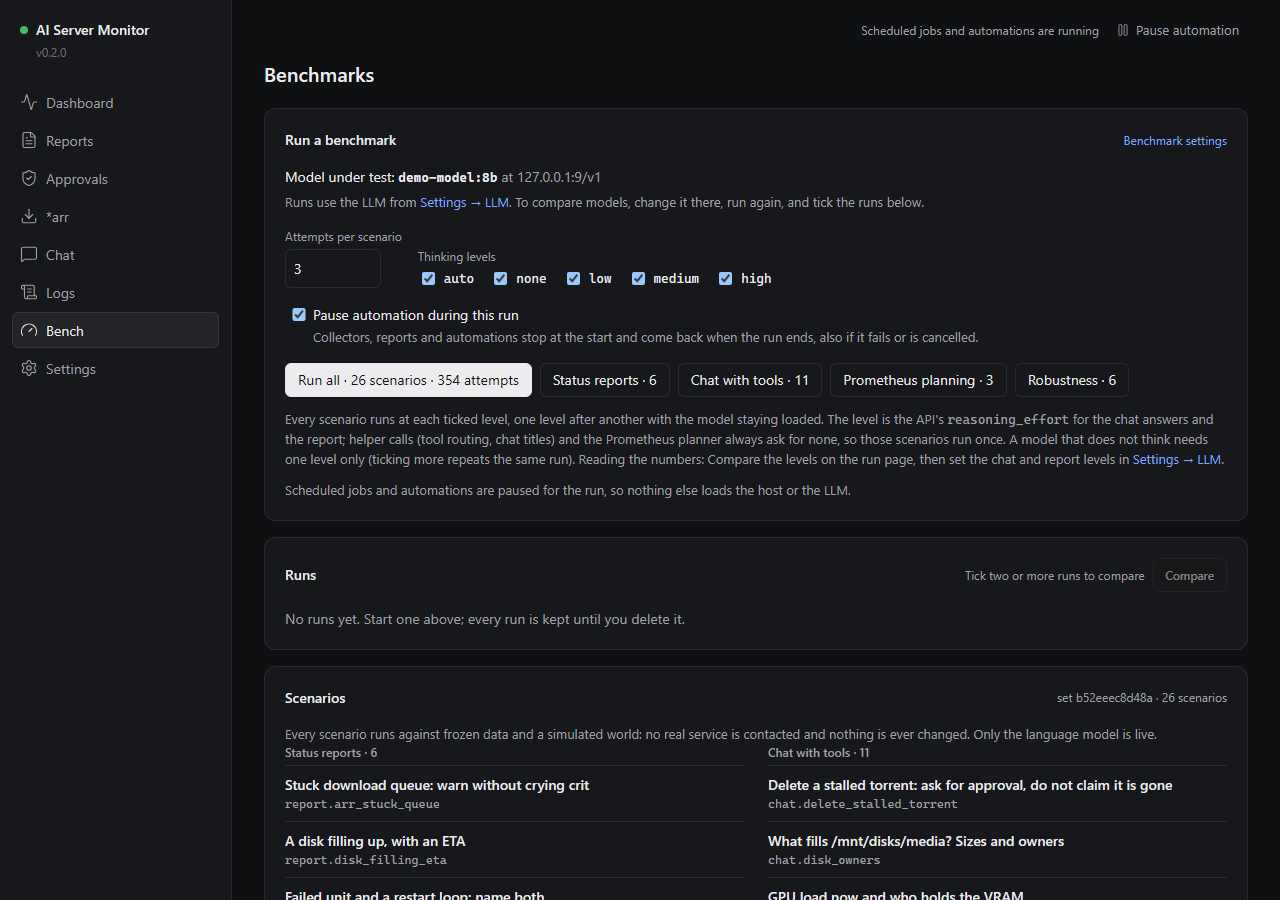 AI Server Monitor
v0.2.0
Dashboard
Reports
Approvals
*arr
Chat
Logs
Bench
Settings
Scheduled jobs and automations are running
Pause automation
Benchmarks
Run a benchmark
Benchmark settings
Model under test: demo-model:8b at 127.0.0.1:9/v1
Runs use the LLM from Settings → LLM. To compare models, change it there, run again, and tick the runs below.
Attempts per scenario
3
Thinking levels
auto none low medium high
Pause automation during this run
Collectors, reports and automations stop at the start and come back when the run ends, also if it fails or is cancelled.
Run all · 26 scenarios · 354 attempts
Status reports · 6
Chat with tools · 11
Prometheus planning · 3
Robustness · 6
Every scenario runs at each ticked level, one level after another with the model staying loaded. The level is the API's reasoning_effort for the chat answers and
the report; helper calls (tool routing, chat titles) and the Prometheus planner always ask for none, so those scenarios run once. A model that does not think needs
one level only (ticking more repeats the same run). Reading the numbers: Compare the levels on the run page, then set the chat and report levels in Settings → LLM.
Scheduled jobs and automations are paused for the run, so nothing else loads the host or the LLM.
Runs
Tick two or more runs to compare
Compare
No runs yet. Start one above; every run is kept until you delete it.
Scenarios
set b52eeec8d48a · 26 scenarios
Every scenario runs against frozen data and a simulated world: no real service is contacted and nothing is ever changed. Only the language model is live.
Status reports · 6
Stuck download queue: warn without crying crit
report.arr_stuck_queue
A disk filling up, with an ETA
report.disk_filling_eta
Failed unit and a restart loop: name both
Chat with tools · 11
Delete a stalled torrent: ask for approval, do not claim it is gone
chat.delete_stalled_torrent
What fills /mnt/disks/media? Sizes and owners
chat.disk_owners
GPU load now and who holds the VRAM